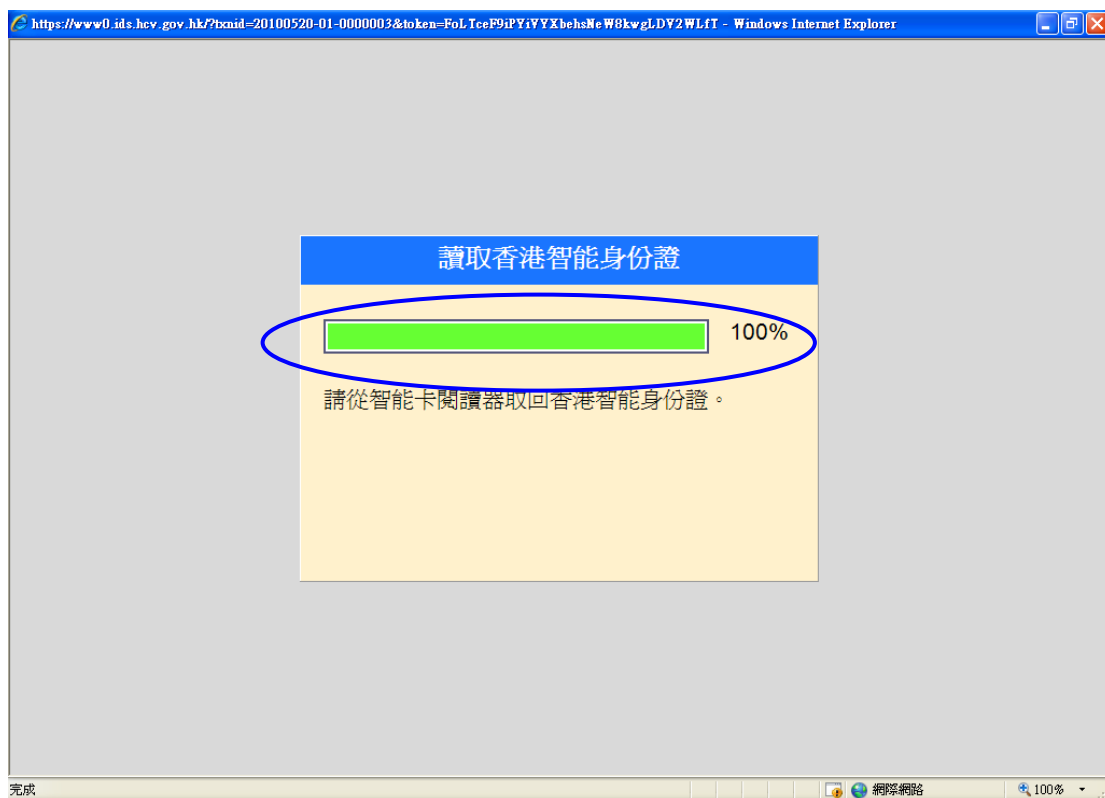 https://www0.ids.hcv.gov.hk/?txnid=20100520-01-0000003&token=FoLTceF9iPYiVYXbehsNeW8kwgLDV2WLfT - Windows Internet Explorer
讀取香港智能身份證
100%
請從智能卡閱讀器取回香港智能身份證。
完成
網際網路
100%